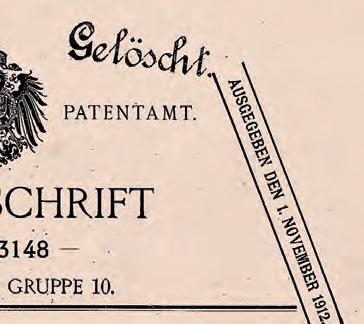 Gelöscht.
PATENTAMT.
AUSGEGEBEN DEN 1. NOVEMBER 1912.
SCHRIFT
3148 —
GRUPPE 10.